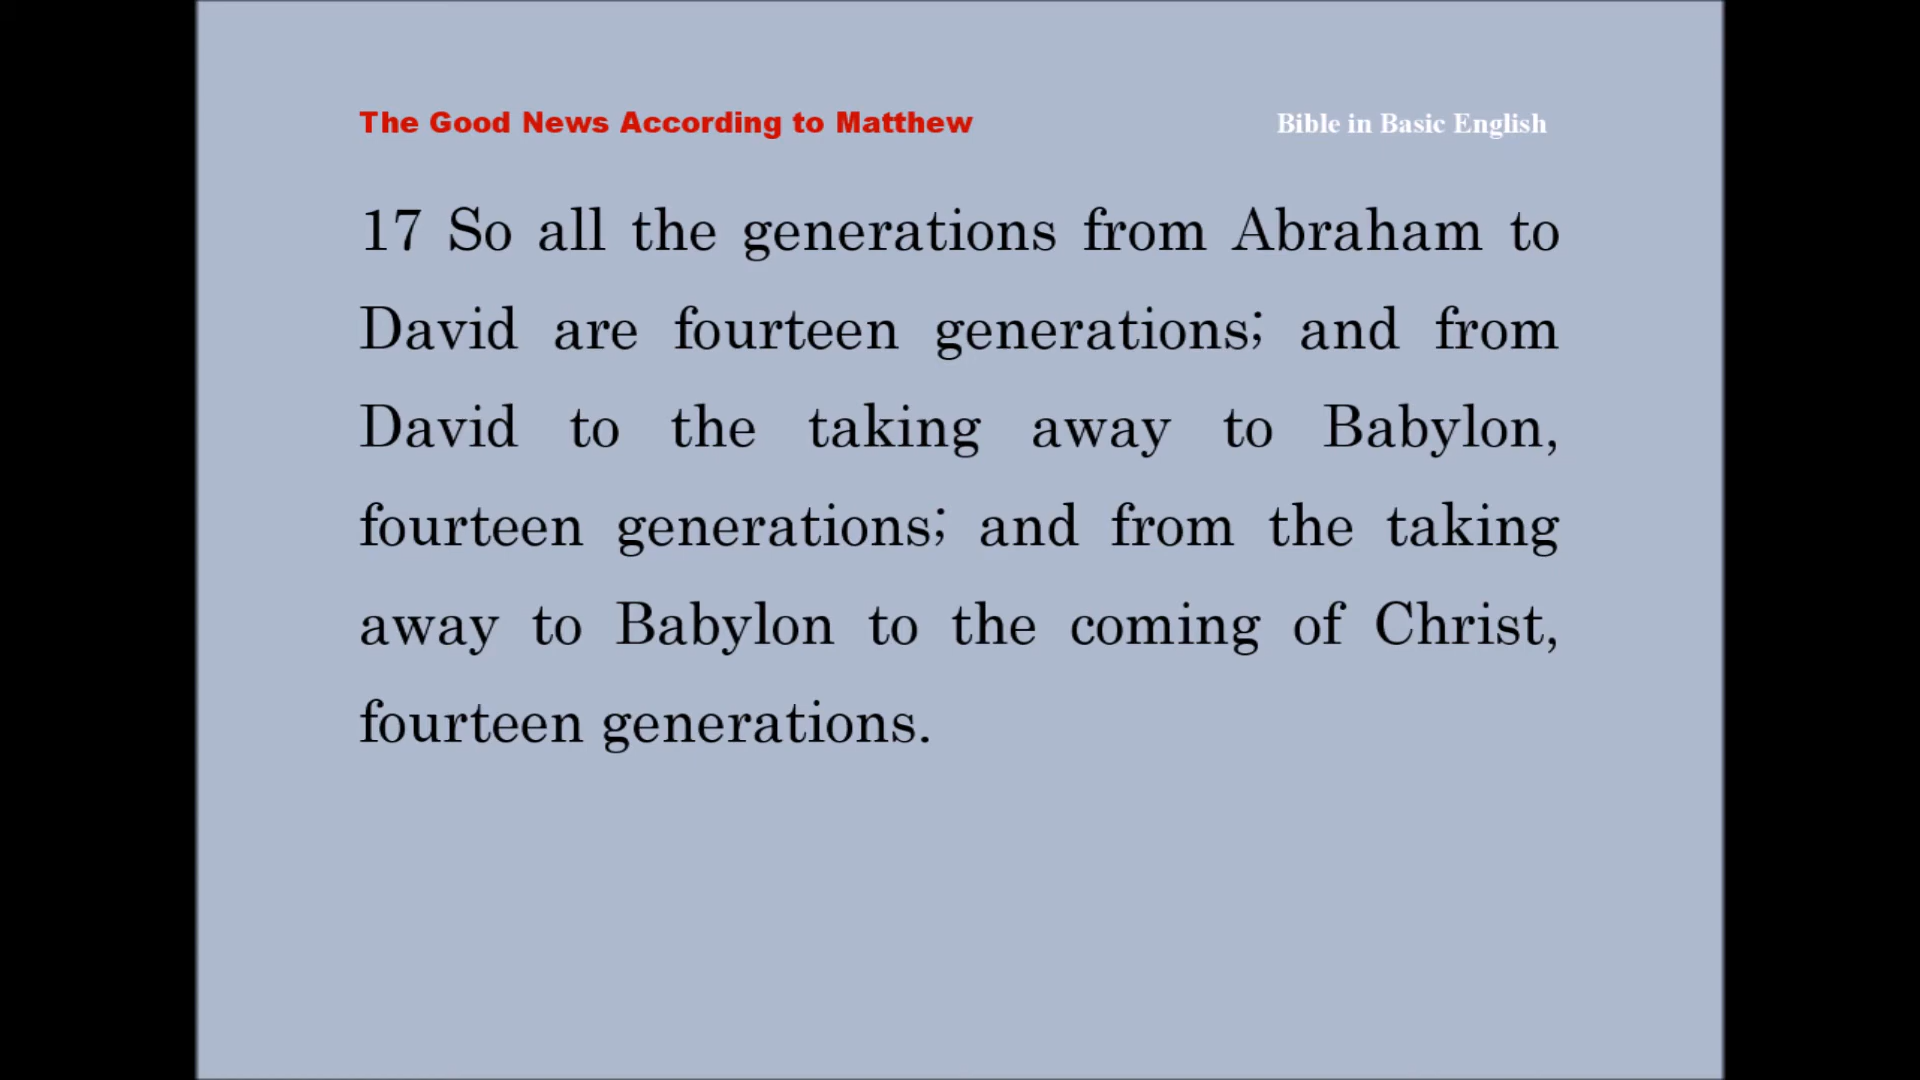 The Good News According to Matthew
Bible in Basic English
17 So all the generations from Abraham to
David are fourteen generations; and from
David to the taking away to Babylon,
fourteen generations; and from the taking
away to Babylon to the coming of Christ,
fourteen generations.